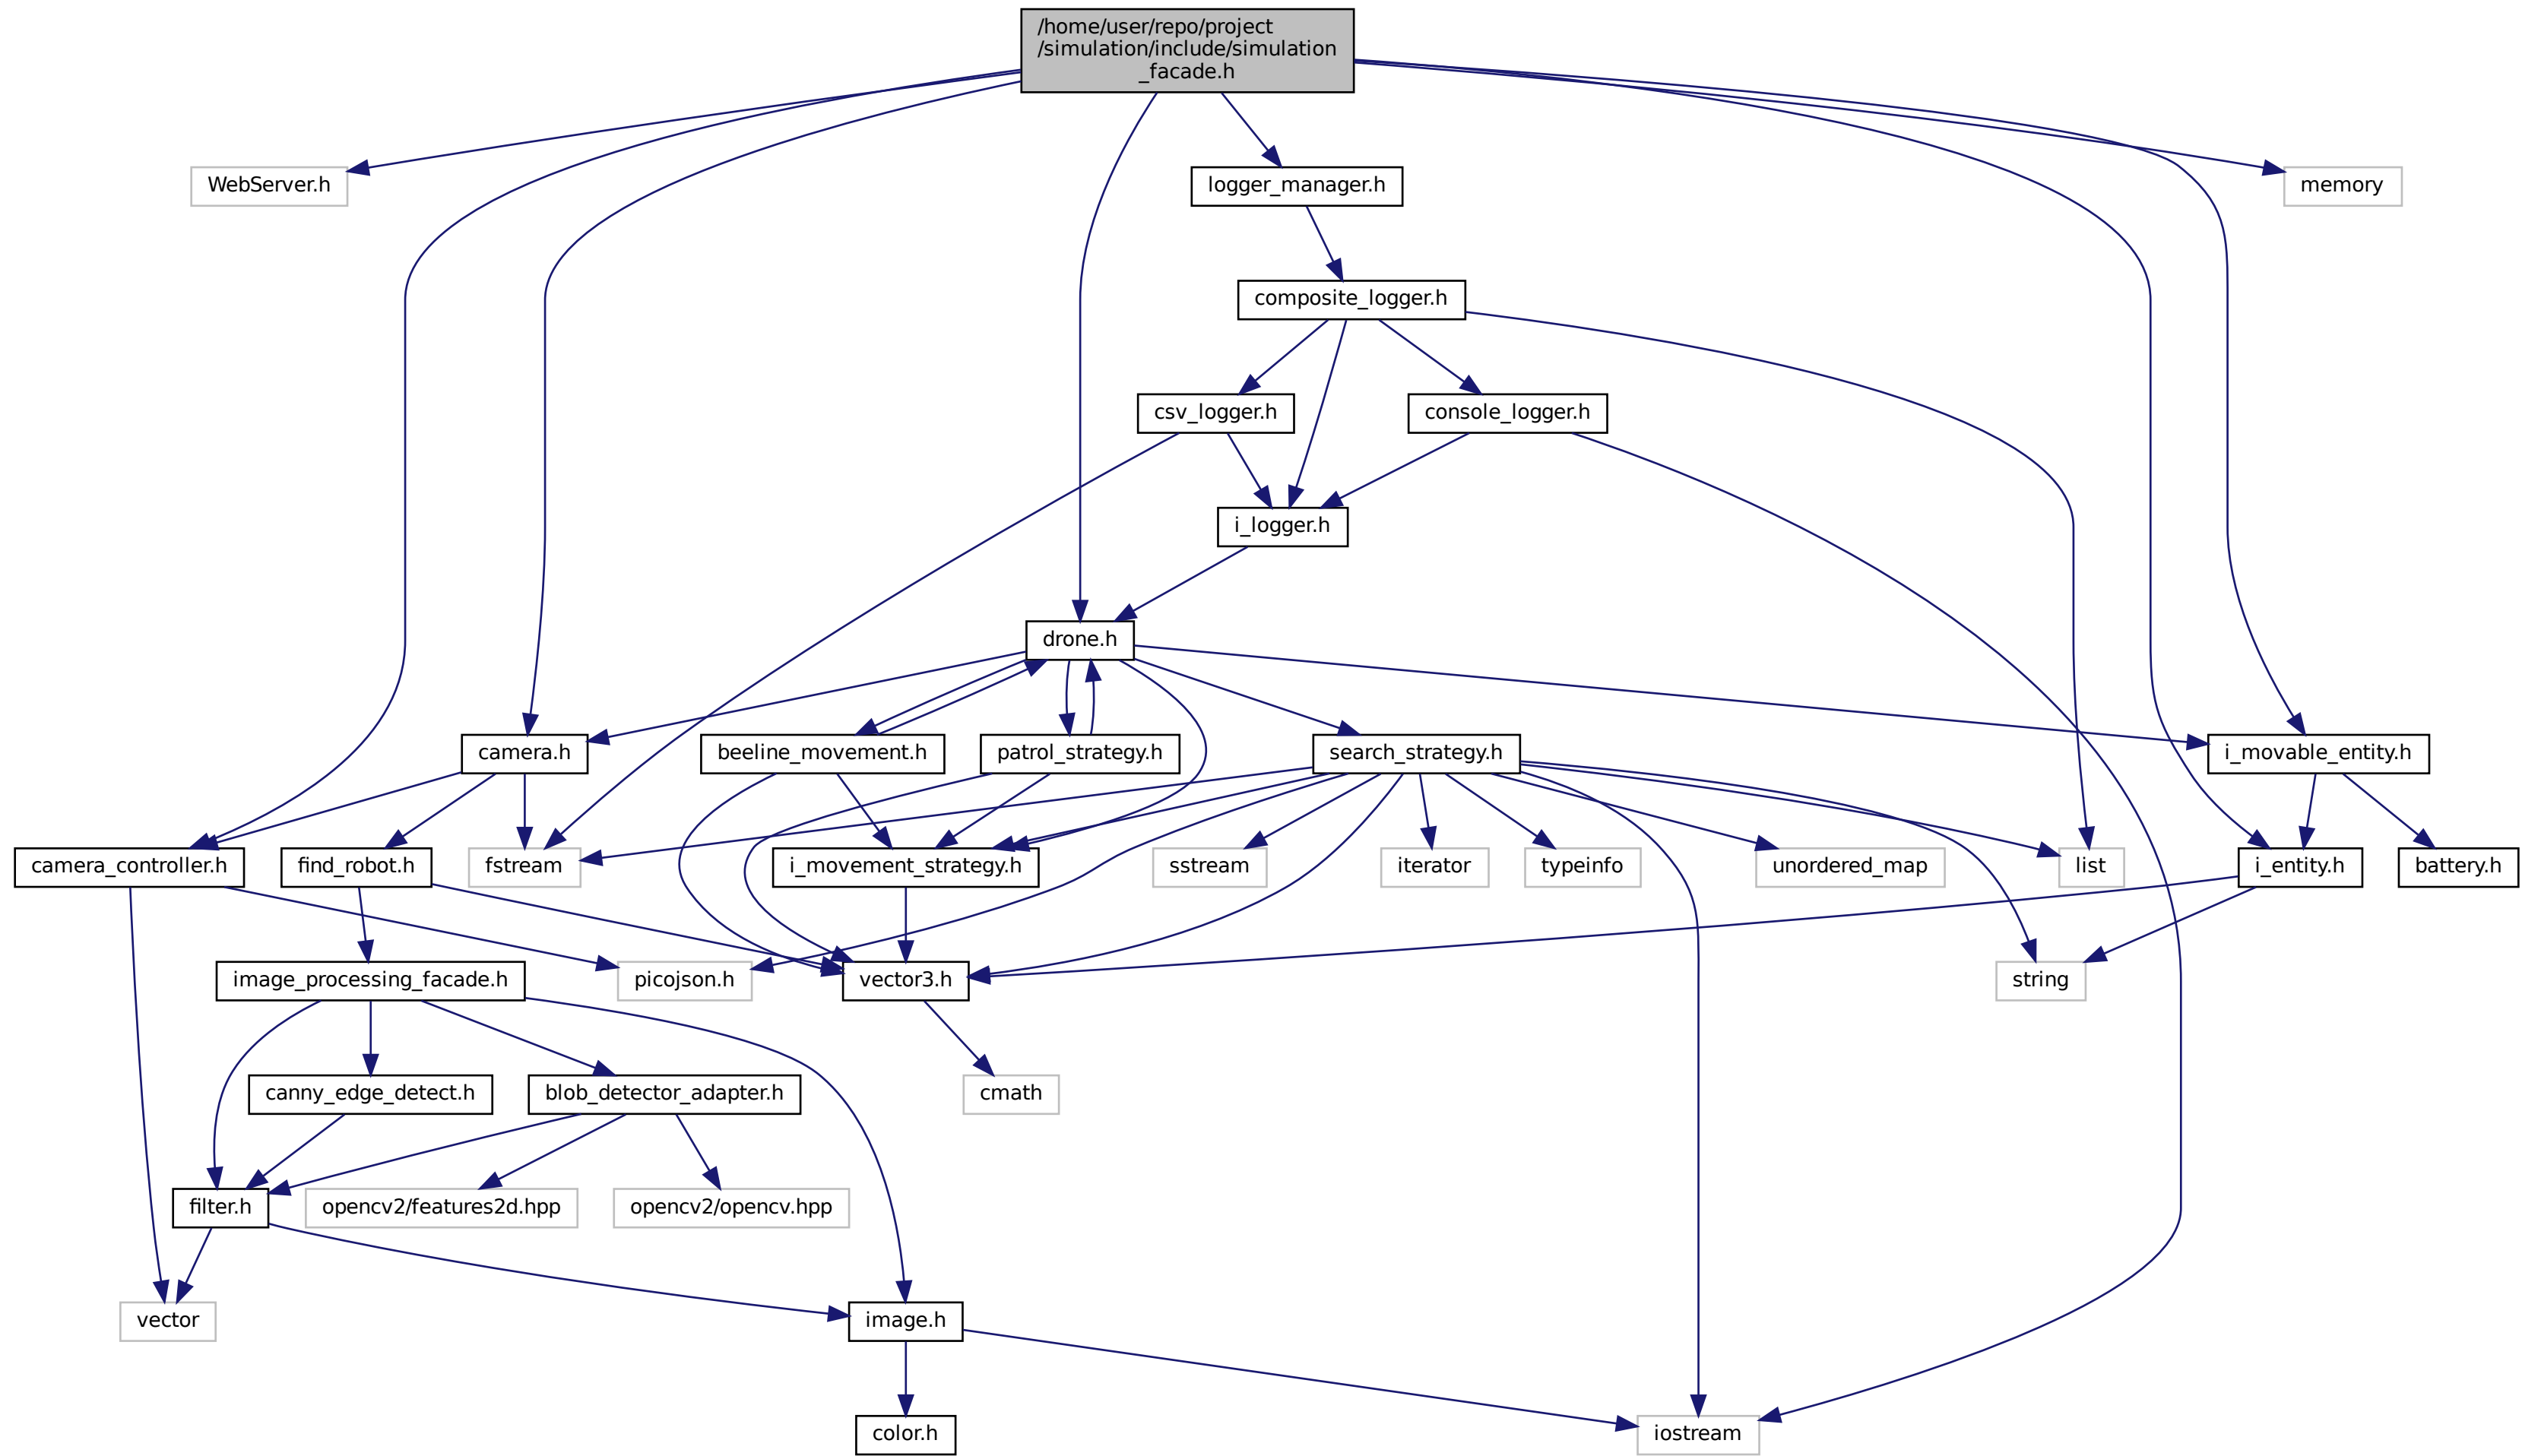 /home/user/repo/project
/simulation/include/simulation
_facade.h
WebServer.h
logger_manager.h
memory
composite_logger.h
csv_logger.h
console_logger.h
i_logger.h
drone.h
camera.h
beeline_movement.h
patrol_strategy.h
search_strategy.h
i_movable_entity.h
camera_controller.h
find_robot.h
fstream
i_movement_strategy.h
sstream
iterator
typeinfo
unordered_map
list
i_entity.h
battery.h
image_processing_facade.h
picojson.h
vector3.h
string
canny_edge_detect.h
blob_detector_adapter.h
cmath
filter.h
opencv2/features2d.hpp
opencv2/opencv.hpp
vector
image.h
color.h
iostream